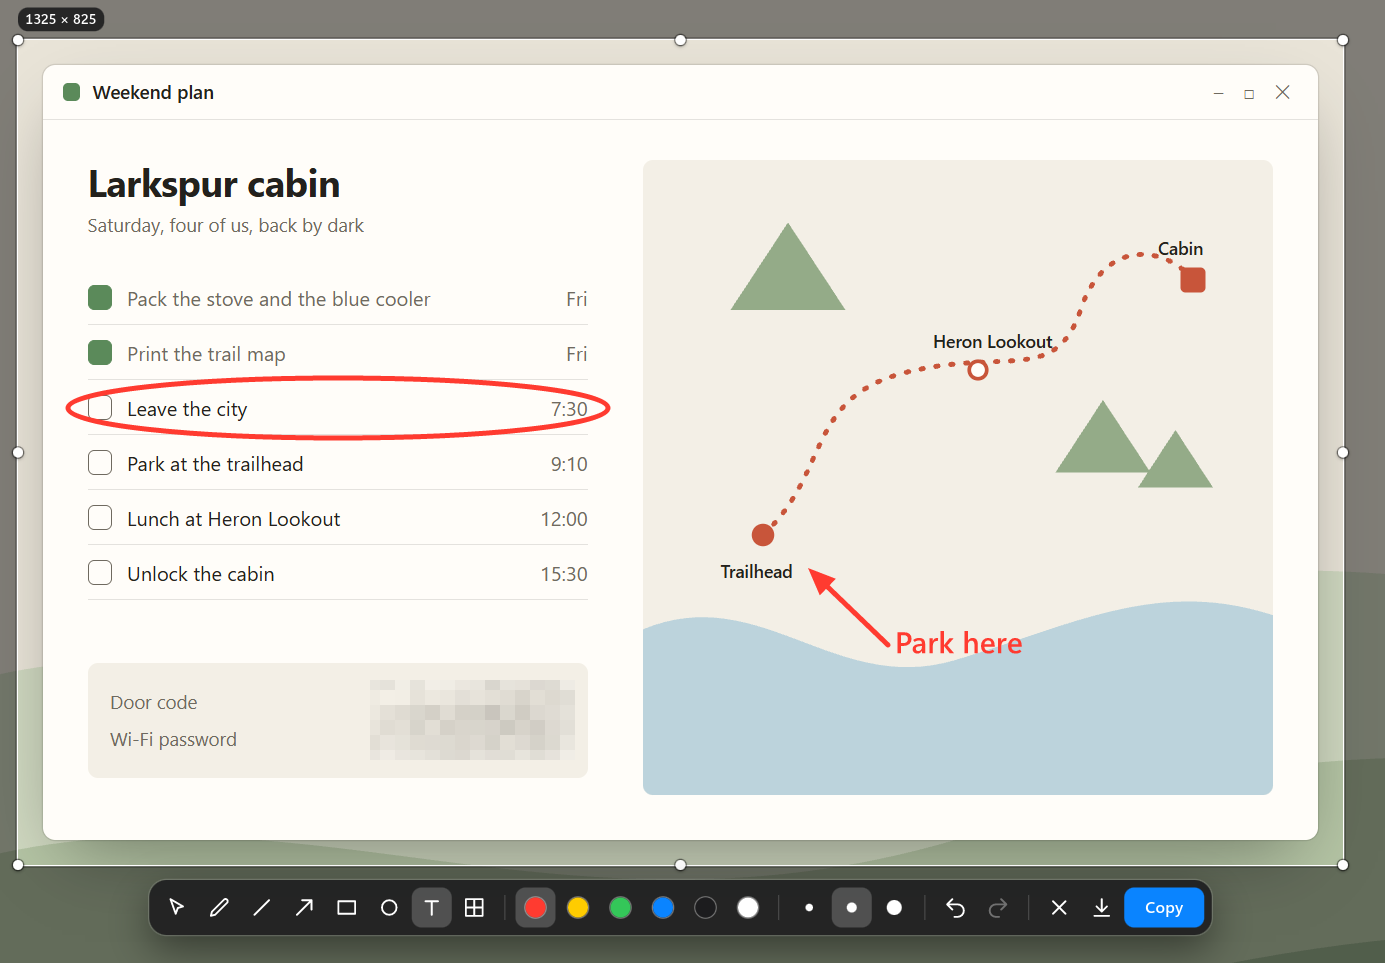 1325 × 825
Weekend plan
Larkspur cabin
Saturday, four of us, back by dark
Pack the stove and the blue cooler Fri
Print the trail map Fri
Leave the city 7:30
Park at the trailhead 9:10
Lunch at Heron Lookout 12:00
Unlock the cabin 15:30
Door code
Wi-Fi password
Cabin
Heron Lookout
Trailhead
Park here
T
Copy